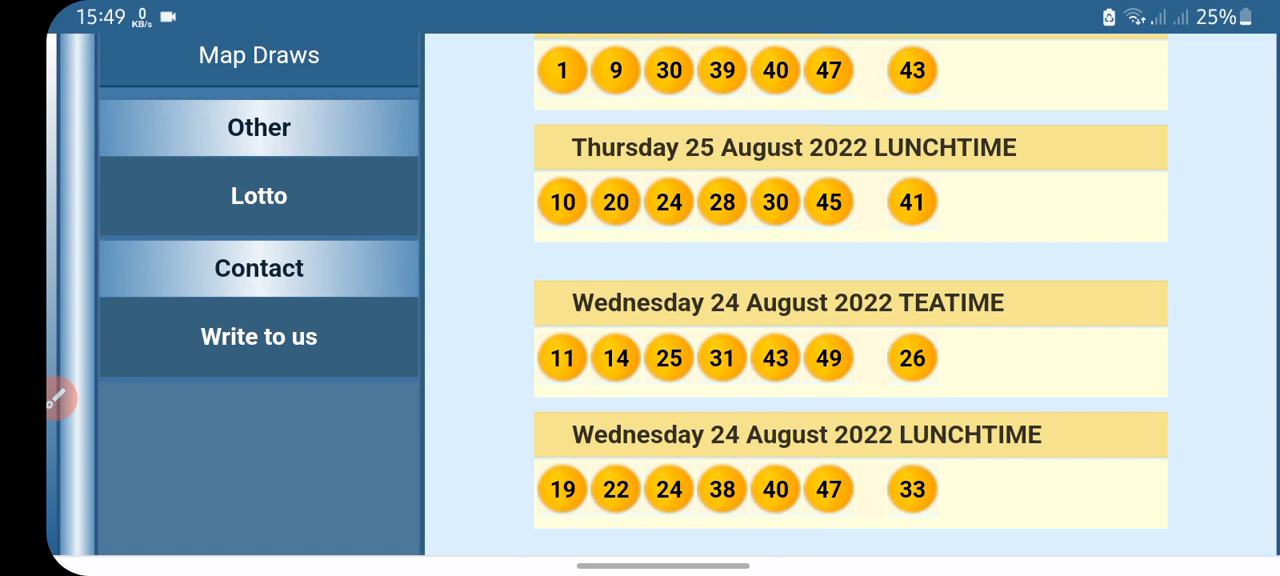 15:49 0 KB/s 25%
Map Draws
Other
Lotto
Contact
Write to us
1 9 30 39 40 47 43
Thursday 25 August 2022 LUNCHTIME
10 20 24 28 30 45 41
Wednesday 24 August 2022 TEATIME
11 14 25 31 43 49 26
Wednesday 24 August 2022 LUNCHTIME
19 22 24 38 40 47 33